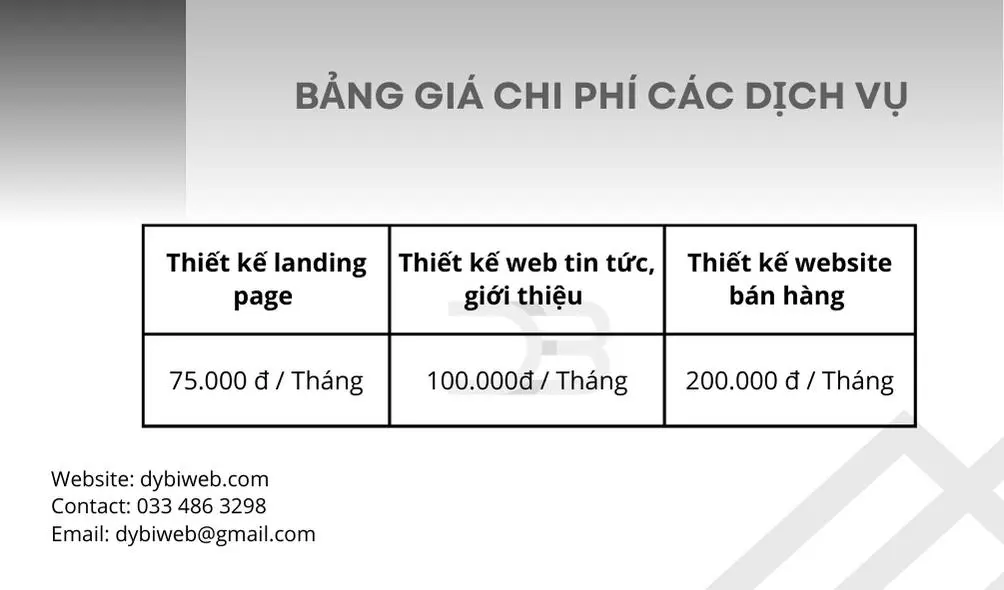 BẢNG GIÁ CHI PHÍ CÁC DỊCH VỤ
Thiết kế landing
page
Thiết kế web tin tức,
giới thiệu
Thiết kế website
bán hàng
75.000 đ / Tháng
100.000đ / Tháng
200.000 đ / Tháng
Website: dybiweb.com
Contact: 033 486 3298
Email: dybiweb@gmail.com